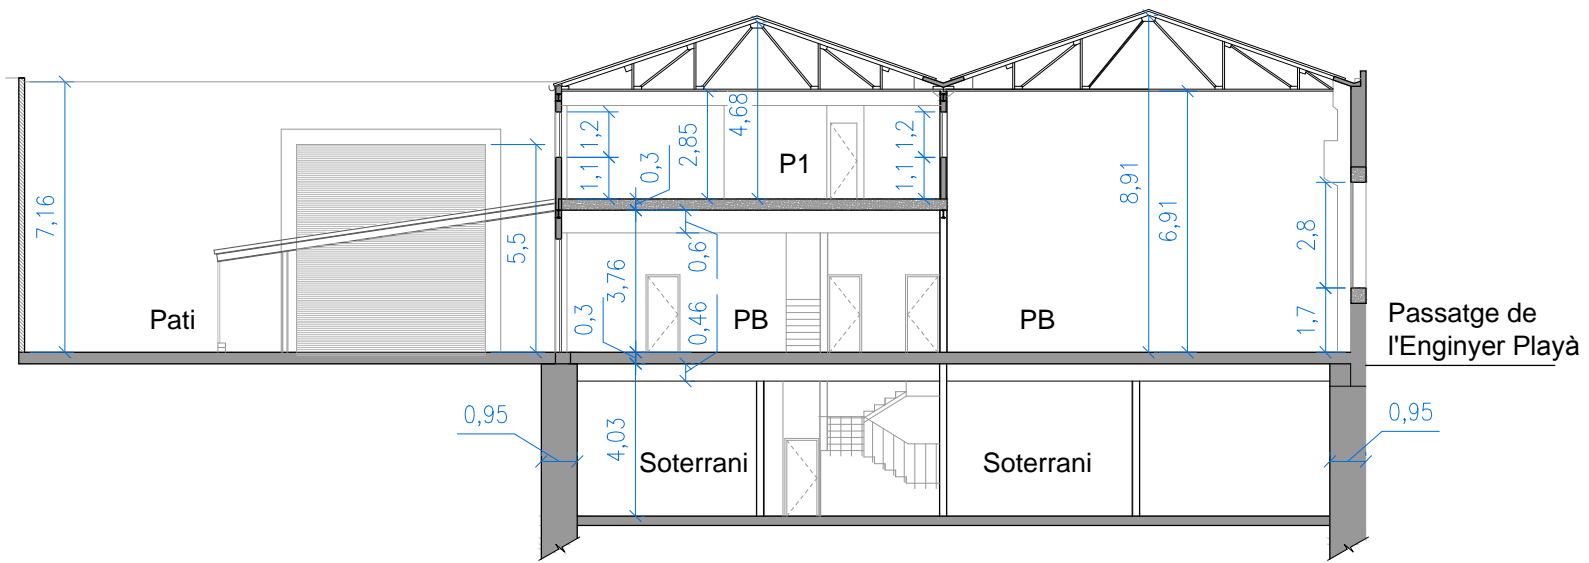 4,68
1,2
2,85
1,2
1,1
0,3
P1
1,1
8,91
7,16
6,91
5,5
2,8
0,6
3,76
Pati
0,3
0,46
PB
PB
1,7
Passatge de
l'Enginyer Playà
0,95
0,95
4,03
Soterrani
Soterrani